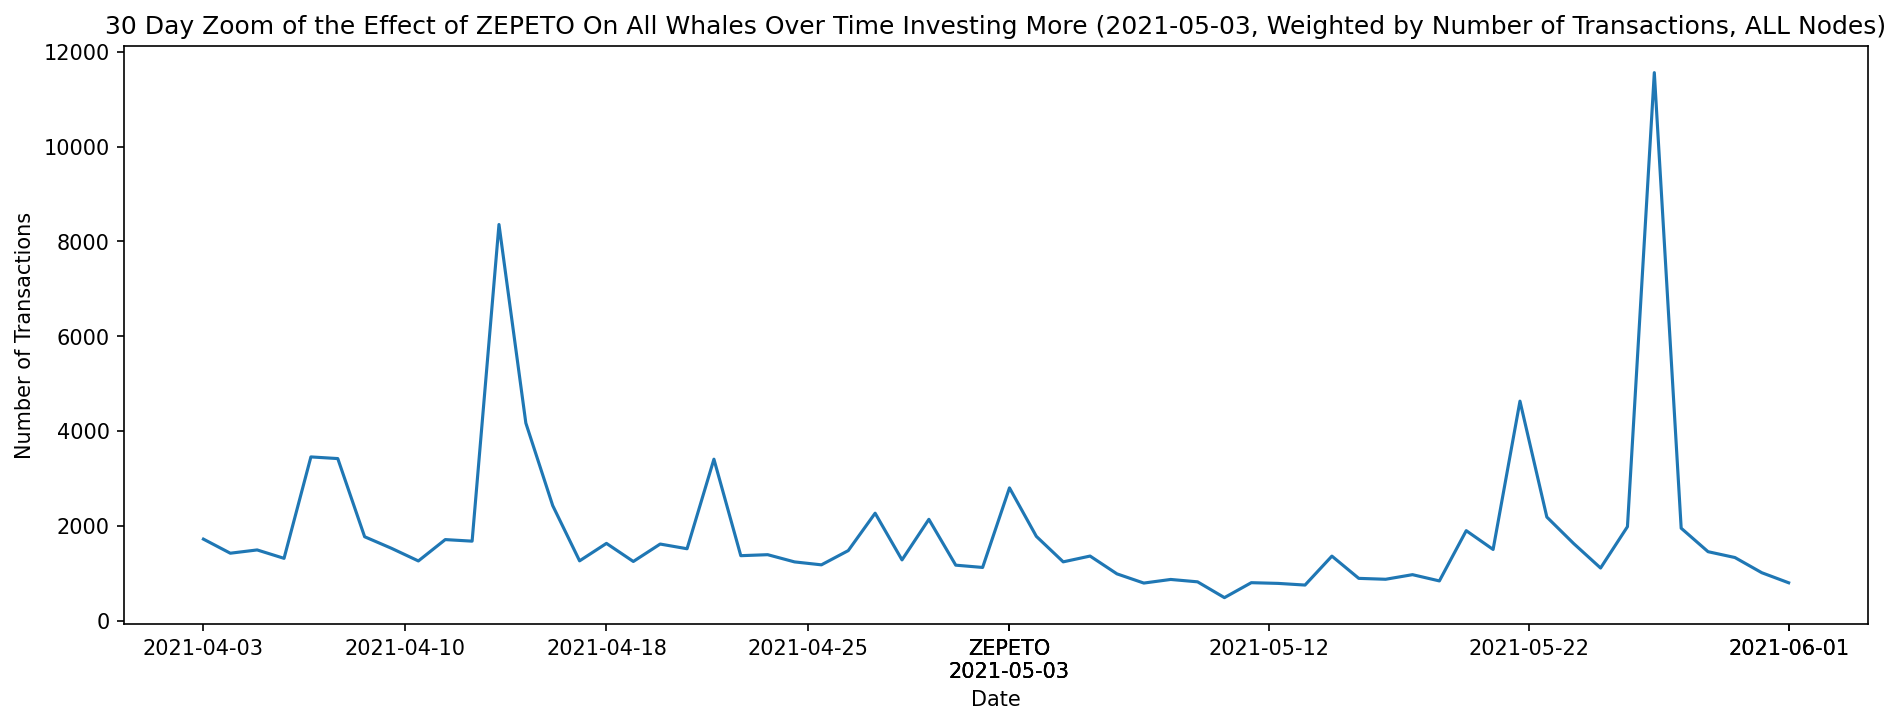 30 Day Zoom of the Effect of ZEPETO On All Whales Over Time Investing More (2021-05-03, Weighted by Number of Transactions, ALL Nodes)
12000
10000
8000
6000
4000
2000
0
Number of Transactions
2021-04-03 2021-04-10 2021-04-18 2021-04-25 ZEPETO 2021-05-12 2021-05-22 2021-06-01
2021-05-03
Date